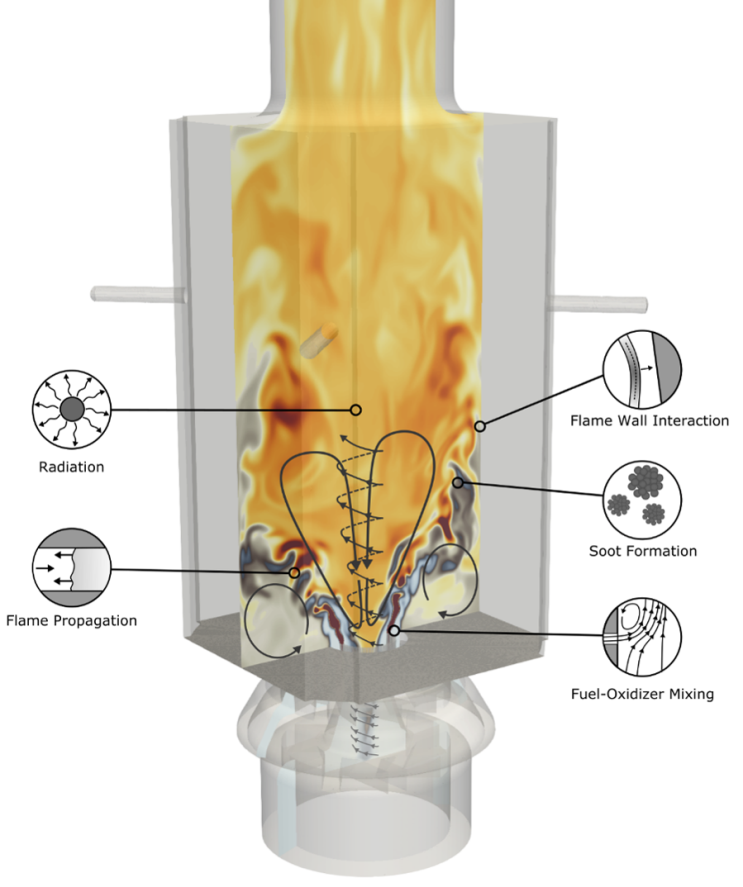 Radiation
Flame Wall Interaction
Soot Formation
Flame Propagation
Fuel-Oxidizer Mixing